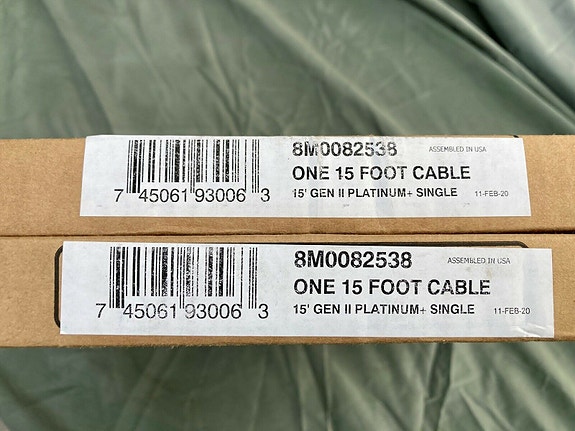 8M0082538 ASSEMBLED IN USA
ONE 15 FOOT CABLE
15' GEN II PLATINUM+ SINGLE 11-FEB-20
7 45061 93006 3
8M0082538 ASSEMBLED IN USA
ONE 15 FOOT CABLE
15' GEN II PLATINUM+ SINGLE 11-FEB-20
7 45061 93006 3